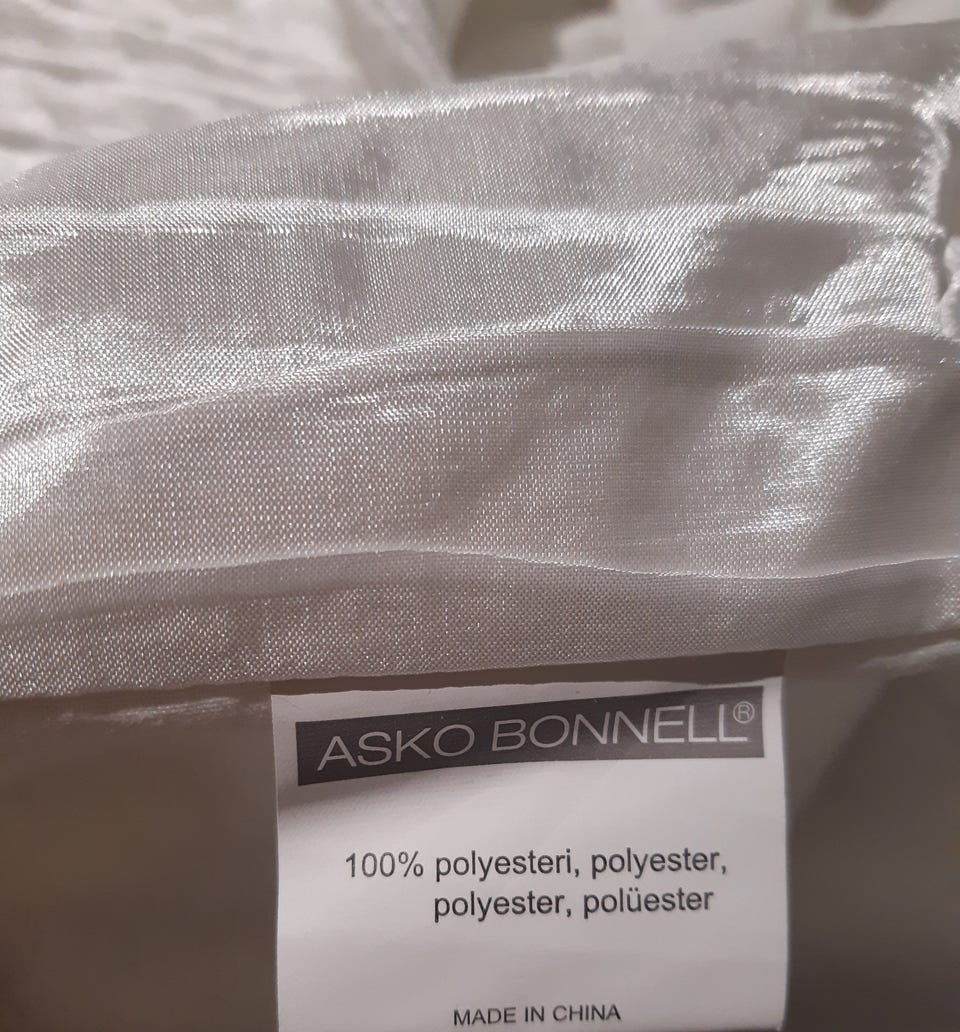 ASKO BONNELL®
100% polyesteri, polyester,
polyester, polüester
MADE IN CHINA